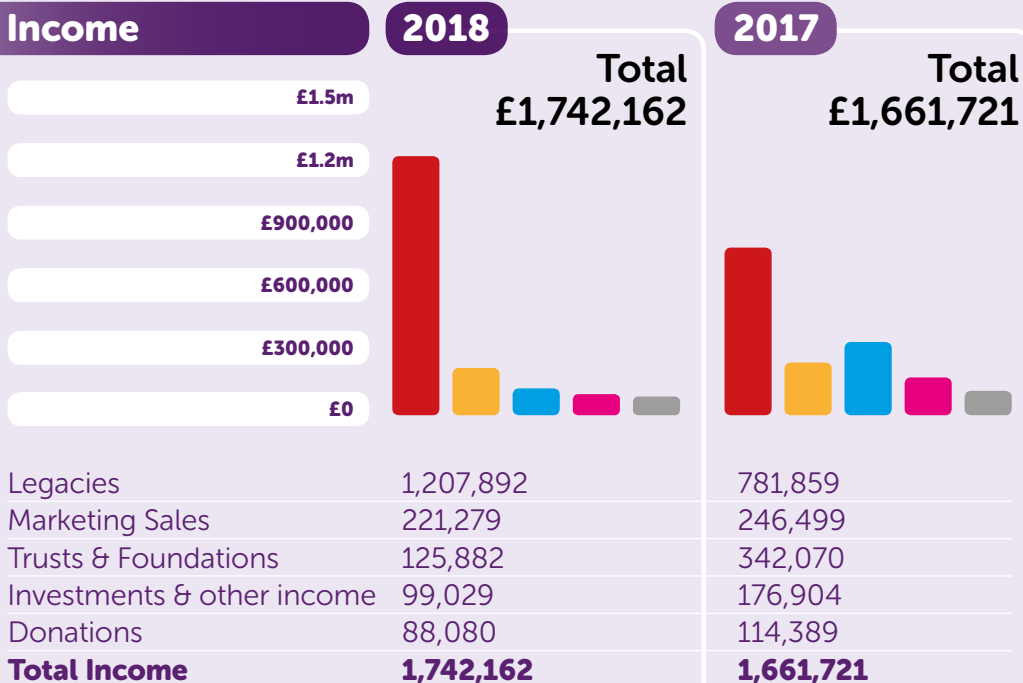 Income 2018 2017
Total Total
£1.5m £1,742,162 £1,661,721
£1.2m
£900,000
£600,000
£300,000
£0
Legacies 1,207,892 781,859
Marketing Sales 221,279 246,499
Trusts & Foundations 125,882 342,070
Investments & other income 99,029 176,904
Donations 88,080 114,389
Total Income 1,742,162 1,661,721